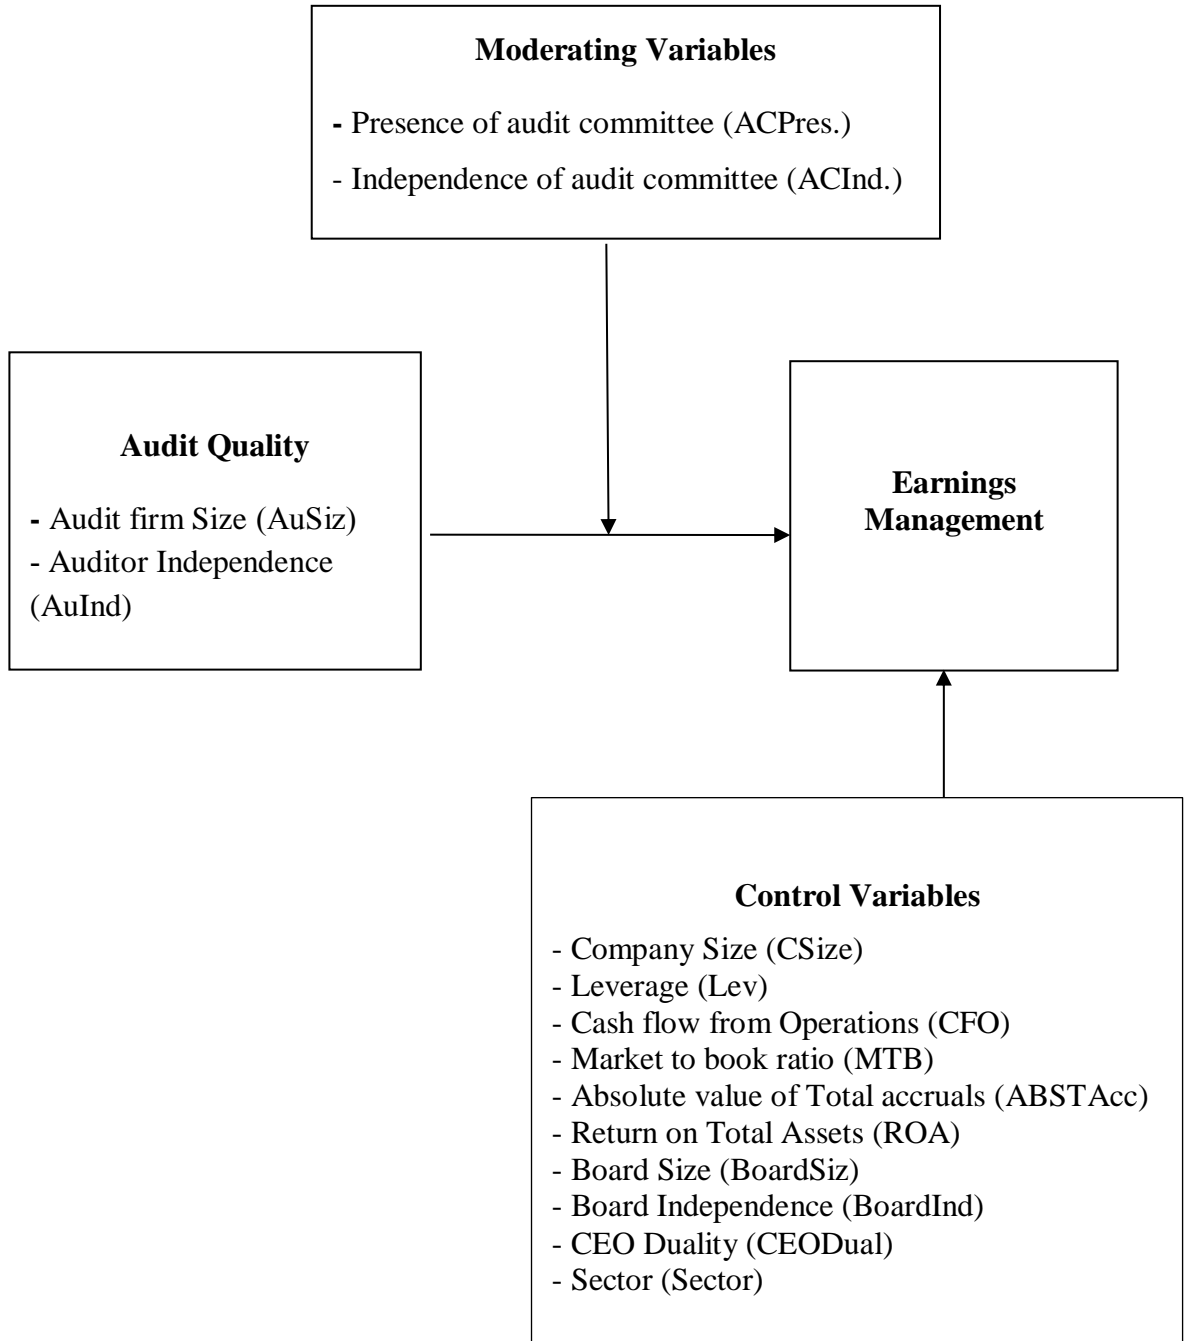 Moderating Variables
- Presence of audit committee (ACPres.)
- Independence of audit committee (ACInd.)
Audit Quality
- Audit firm Size (AuSiz)
- Auditor Independence
(AuInd)
Earnings
Management
Control Variables
- Company Size (CSize)
- Leverage (Lev)
- Cash flow from Operations (CFO)
- Market to book ratio (MTB)
- Absolute value of Total accruals (ABSTAcc)
- Return on Total Assets (ROA)
- Board Size (BoardSiz)
- Board Independence (BoardInd)
- CEO Duality (CEODual)
- Sector (Sector)